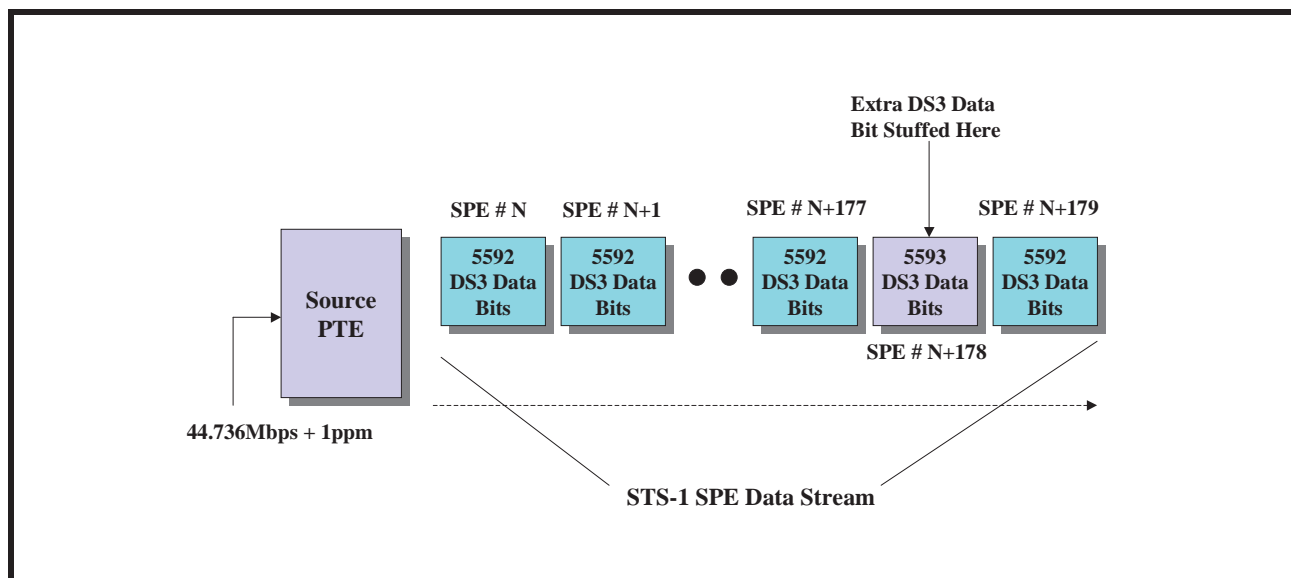 Extra DS3 Data
Bit Stuffed Here
SPE # N
SPE # N+1
SPE # N+177
SPE # N+179
Source
PTE
5592
DS3 Data
Bits
5592
DS3 Data
Bits
5592
DS3 Data
Bits
5593
DS3 Data
Bits
5592
DS3 Data
Bits
SPE # N+178
44.736Mbps + 1ppm
STS-1 SPE Data Stream